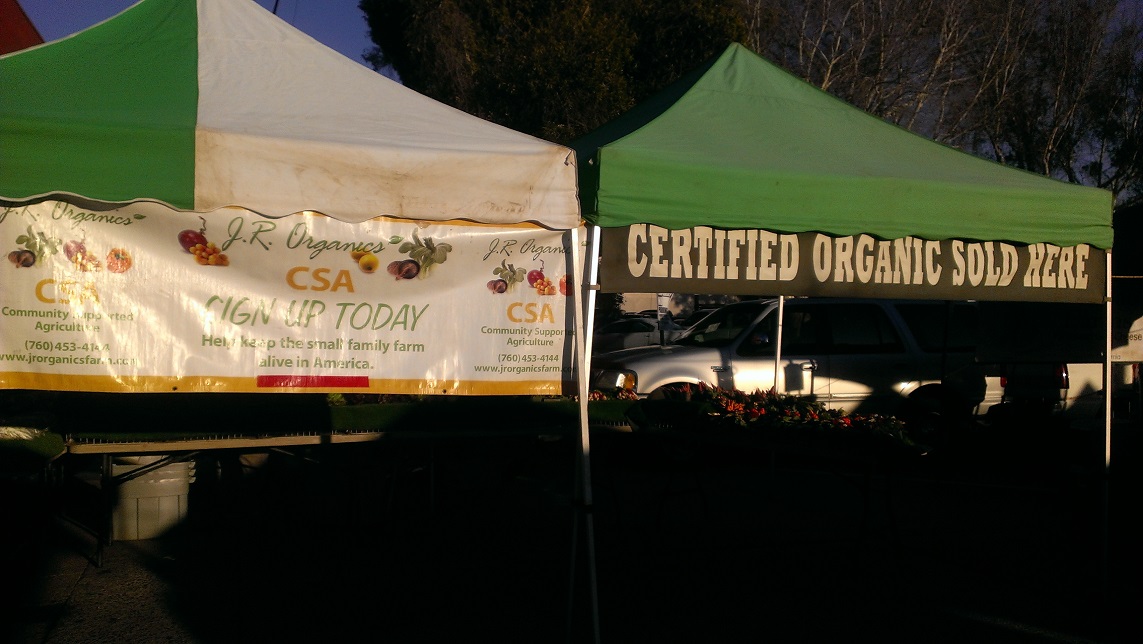 J.R. Organics
CSA
Community Supported
Agriculture
(760) 453-4144
www.jrorganicsfarm.com
J.R. Organics
CSA
SIGN UP TODAY
Help keep the small family farm
alive in America.
J.R. Organics
CSA
Community Suppor
Agriculture
(760) 453-4144
www.jrorganicsfarm.co
CERTIFIED ORGANIC SOLD HERE